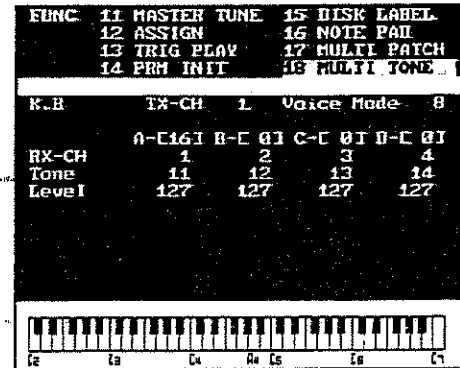 FUNC 11 MASTER TUNE 15 DISK LABEL
12 ASSIGN 16 NOTE PAD
13 TRIG PLAY 17 MULTI PATCH
14 PRM INIT 18 MULTI TONE
K.B TX-CH 1 Voice Mode 8
A-[16] B-[ 0] C-[ 0] D-[ 0]
RX-CH 1 2 3 4
Tone 11 12 13 14
Level 127 127 127 127
C2 C3 C4 A4 C5 C6 C7